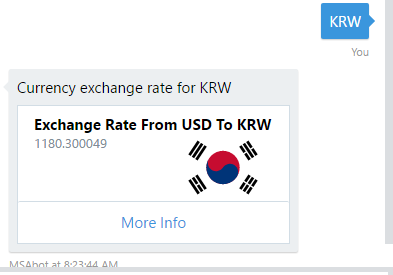 KRW
You
Currency exchange rate for KRW
Exchange Rate From USD To KRW
1180.300049
More Info
MSAbot at 8:23:44 AM